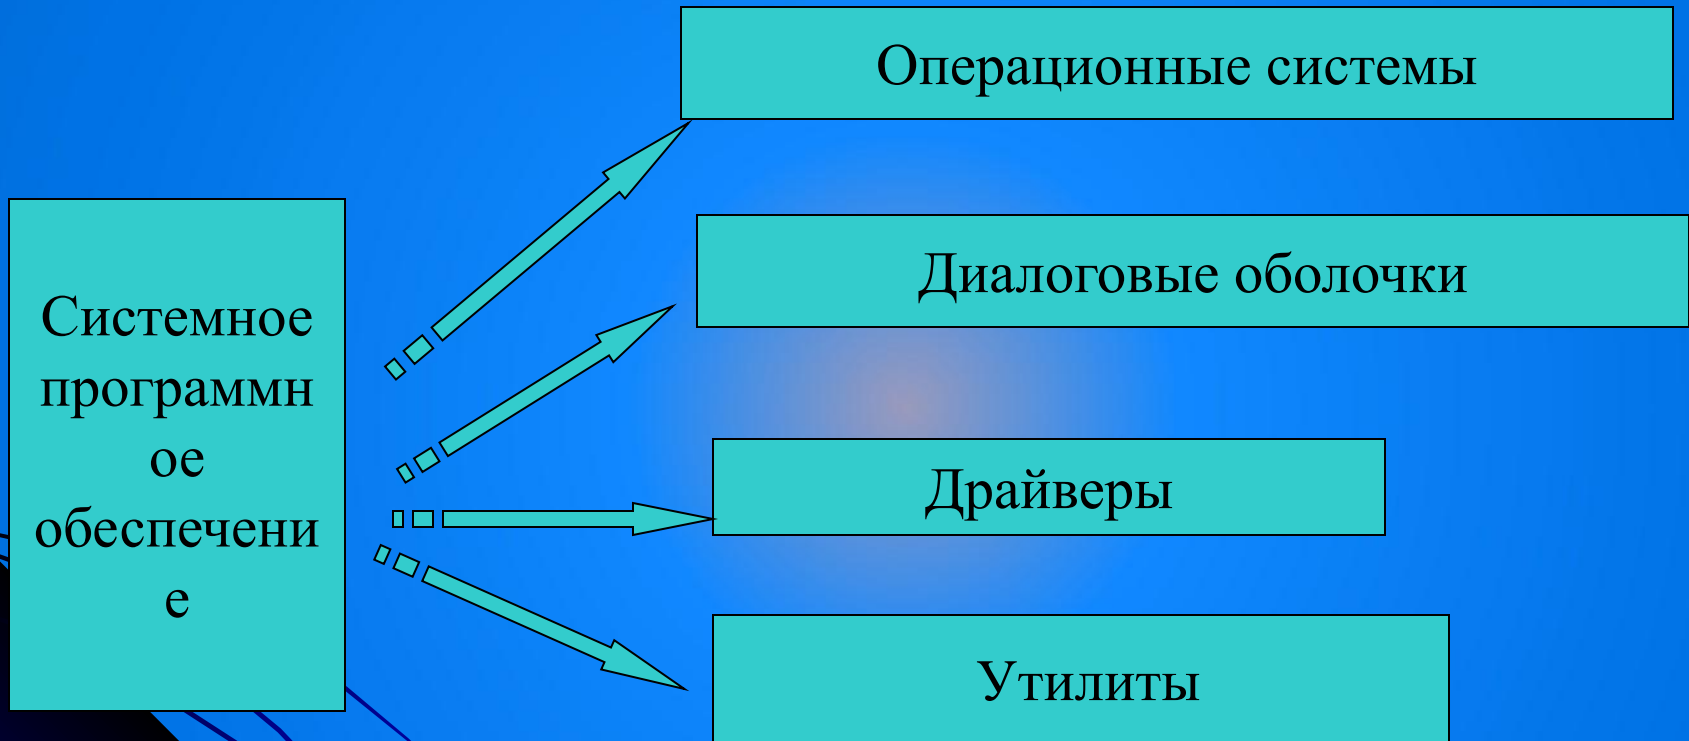 Операционные системы
Диалоговые оболочки
Системное
программн
ое
обеспечени
е
Драйверы
Утилиты